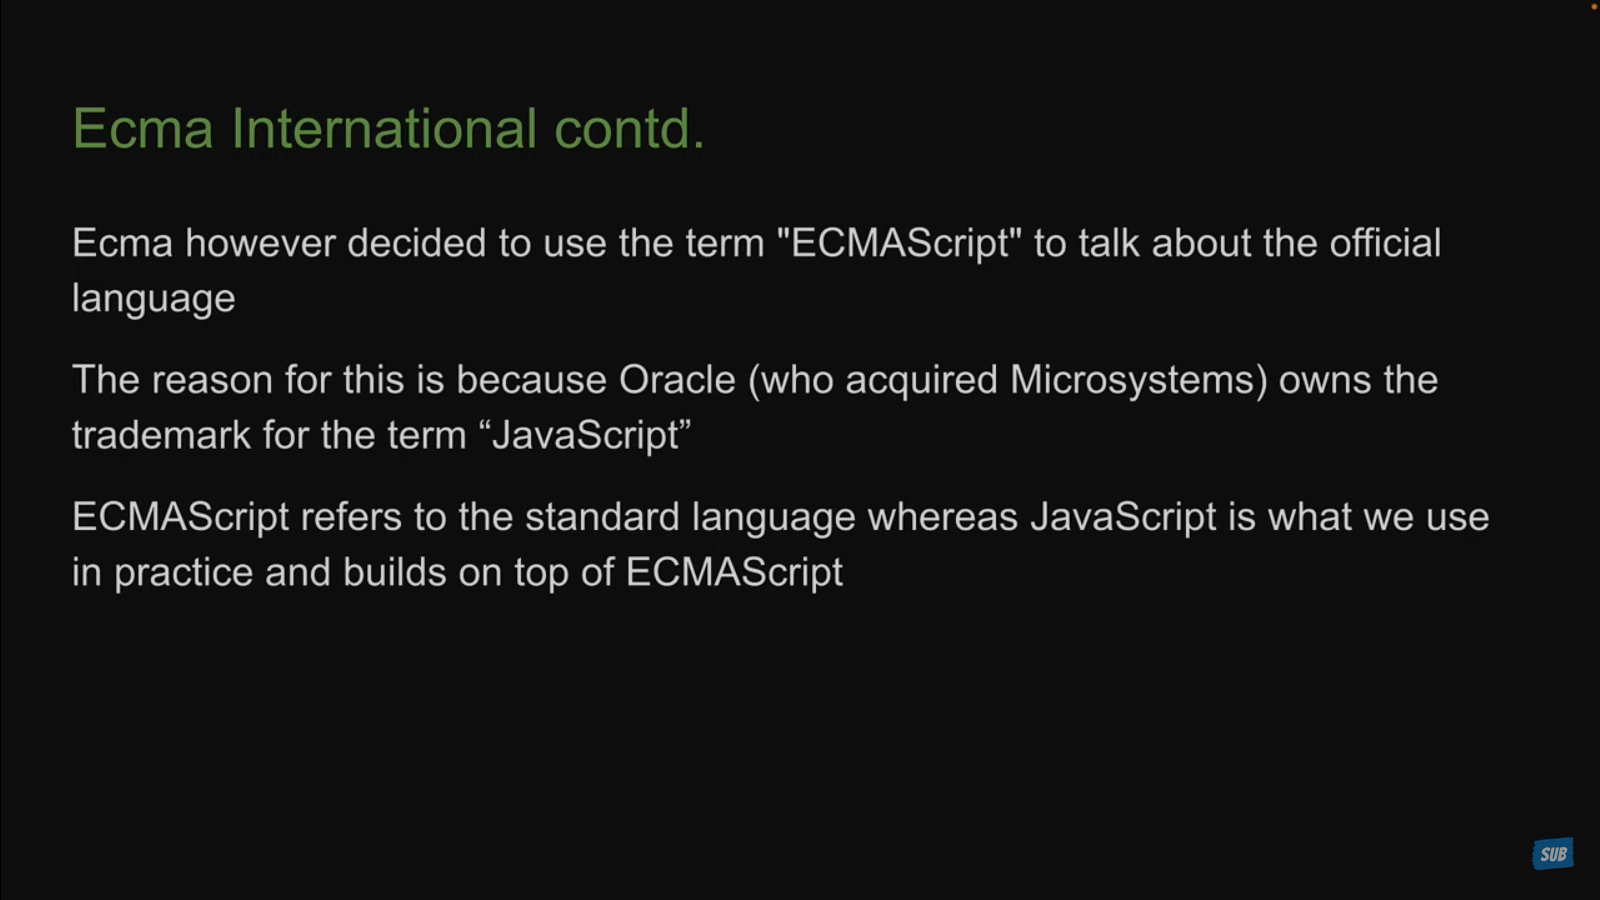 Ecma International contd.
Ecma however decided to use the term "ECMAScript" to talk about the official
language
The reason for this is because Oracle (who acquired Microsystems) owns the
trademark for the term “JavaScript”
ECMAScript refers to the standard language whereas JavaScript is what we use
in practice and builds on top of ECMAScript
SUB